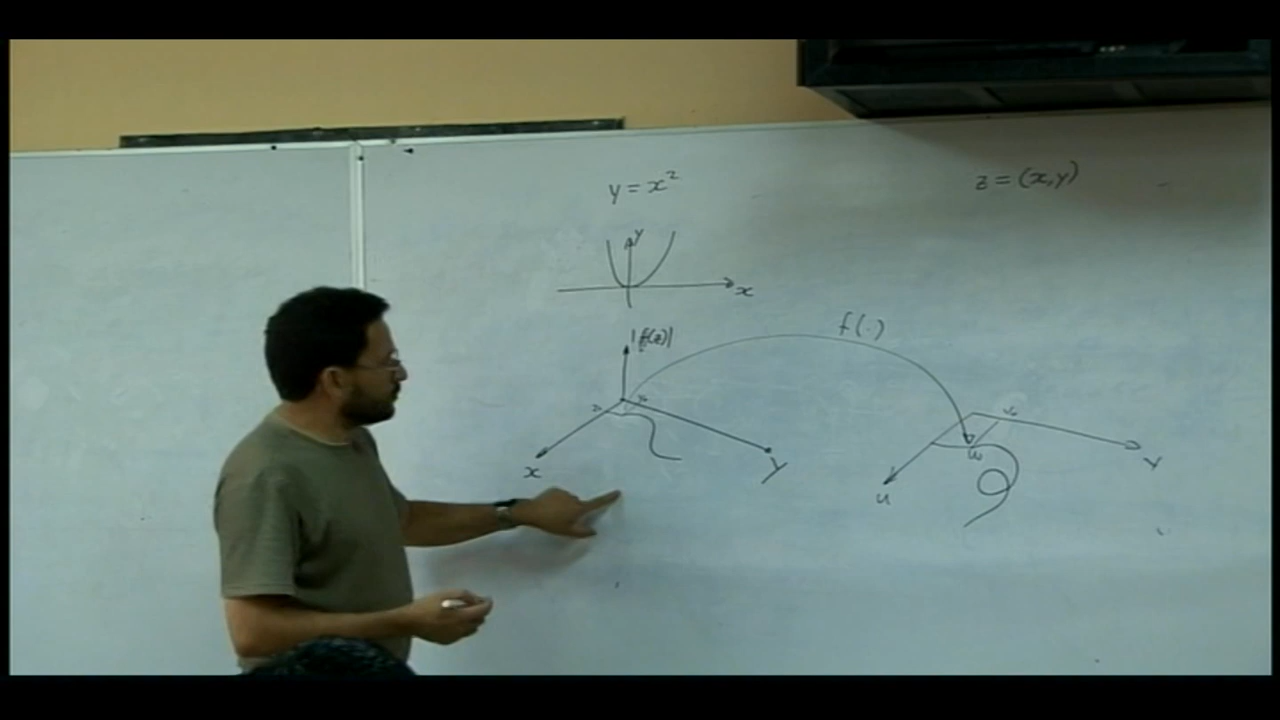 y = x²
z = (x,y)
y
x
|f(z)|
f(·)
x
y
u
v
w